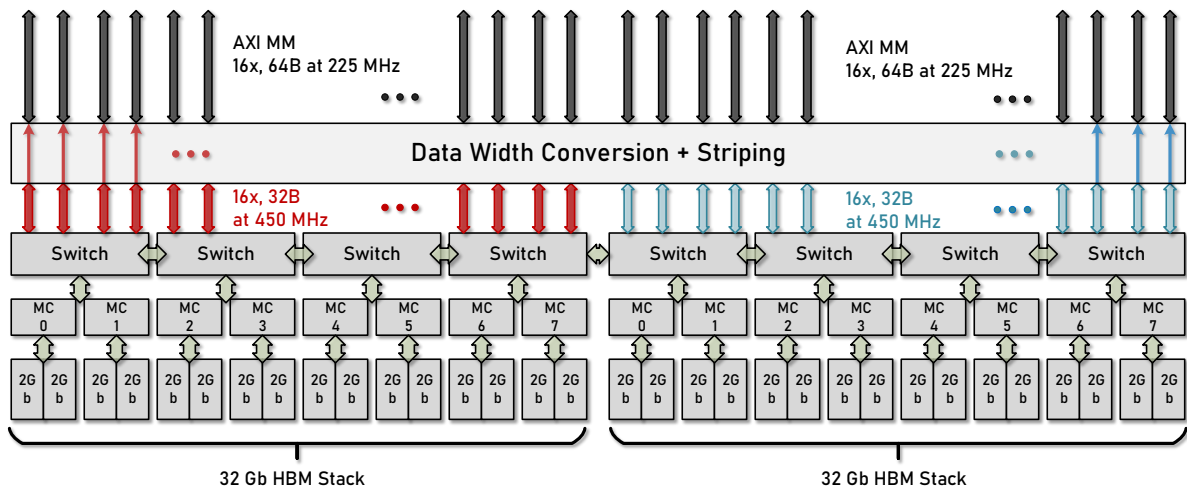 AXI MM
16x, 64B at 225 MHz
AXI MM
16x, 64B at 225 MHz
Data Width Conversion + Striping
16x, 32B
at 450 MHz
16x, 32B
at 450 MHz
Switch
Switch
Switch
Switch
Switch
Switch
Switch
Switch
MC
0
MC
1
MC
2
MC
3
MC
4
MC
5
MC
6
MC
7
MC
0
MC
1
MC
2
MC
3
MC
4
MC
5
MC
6
MC
7
2G
b
2G
b
2G
b
2G
b
2G
b
2G
b
2G
b
2G
b
2G
b
2G
b
2G
b
2G
b
2G
b
2G
b
2G
b
2G
b
2G
b
2G
b
2G
b
2G
b
2G
b
2G
b
2G
b
2G
b
2G
b
2G
b
2G
b
2G
b
2G
b
2G
b
2G
b
2G
b
32 Gb HBM Stack
32 Gb HBM Stack